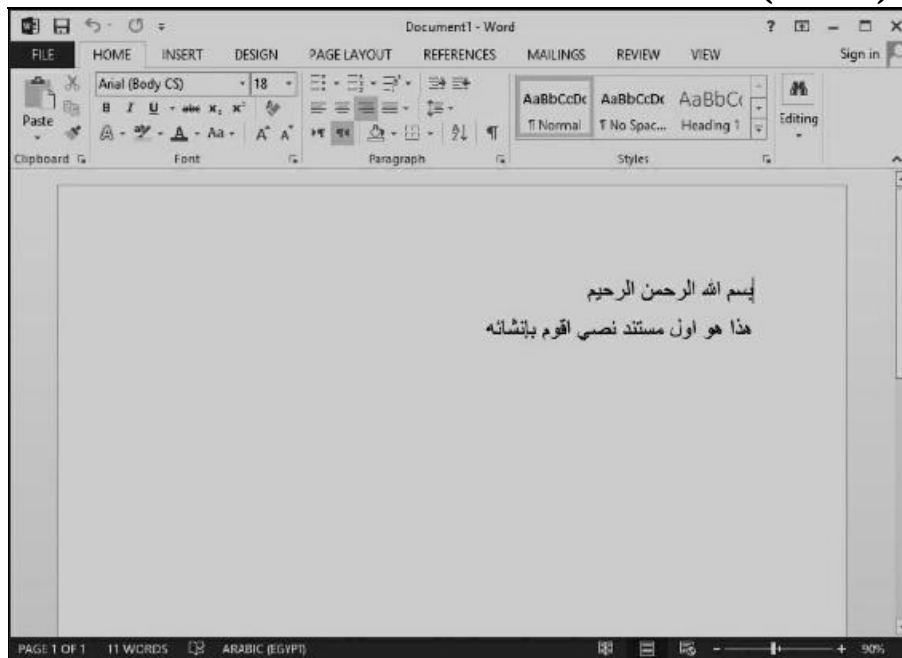 Document1 - Word
FILE HOME INSERT DESIGN PAGE LAYOUT REFERENCES MAILINGS REVIEW VIEW Sign in
Arial (Body CS) 18
Paste
AaBbCcDc AaBbCcDc AaBbCc
¶ Normal ¶ No Spac... Heading 1
Editing
Clipboard Font Paragraph Styles
بسم الله الرحمن الرحيم
هذا هو اول مستند نصي اقوم بإنشائه
PAGE 1 OF 1 11 WORDS ARABIC (EGYPT) 90%